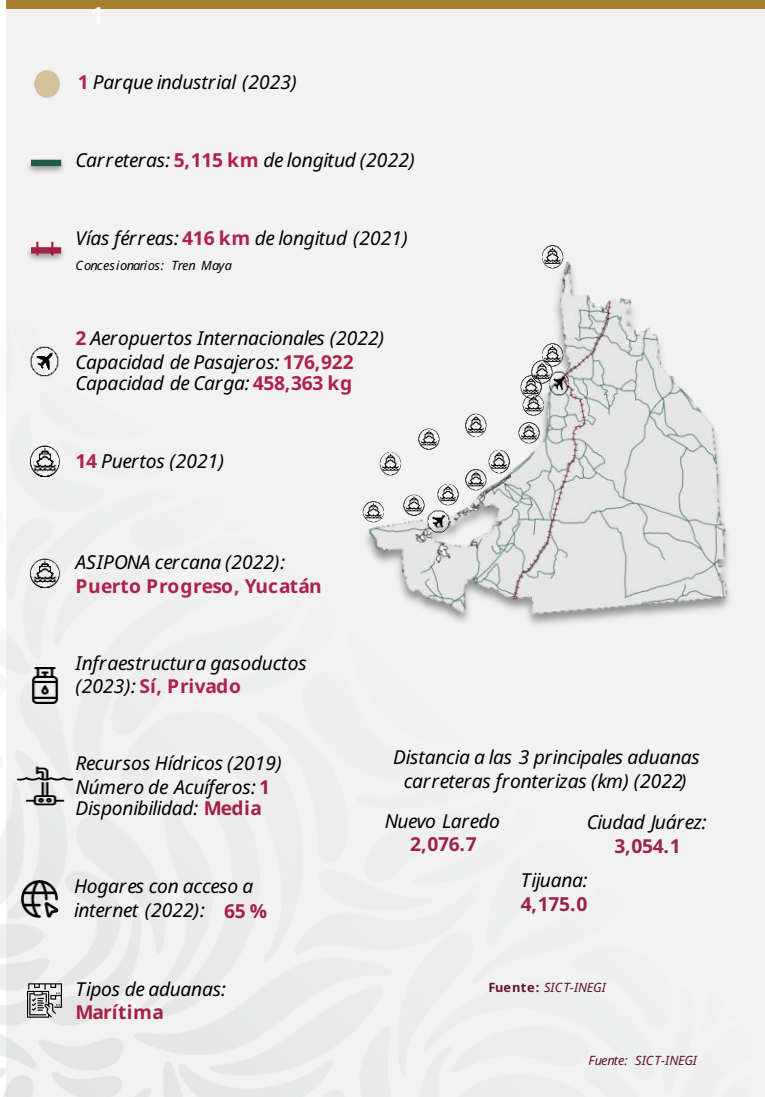 1
1 Parque industrial (2023)
Carreteras: 5,115 km de longitud (2022)
Vías férreas: 416 km de longitud (2021)
Concesionarios: Tren Maya
2 Aeropuertos Internacionales (2022)
Capacidad de Pasajeros: 176,922
Capacidad de Carga: 458,363 kg
14 Puertos (2021)
ASIPONA cercana (2022):
Puerto Progreso, Yucatán
Infraestructura gasoductos
(2023): Sí, Privado
Recursos Hídricos (2019)
Número de Acuíferos: 1
Disponibilidad: Media
Hogares con acceso a
internet (2022): 65 %
Tipos de aduanas:
Marítima
Distancia a las 3 principales aduanas
carreteras fronterizas (km) (2022)
Nuevo Laredo
2,076.7
Ciudad Juárez:
3,054.1
Tijuana:
4,175.0
Fuente: SICT-INEGI
Fuente: SICT-INEGI